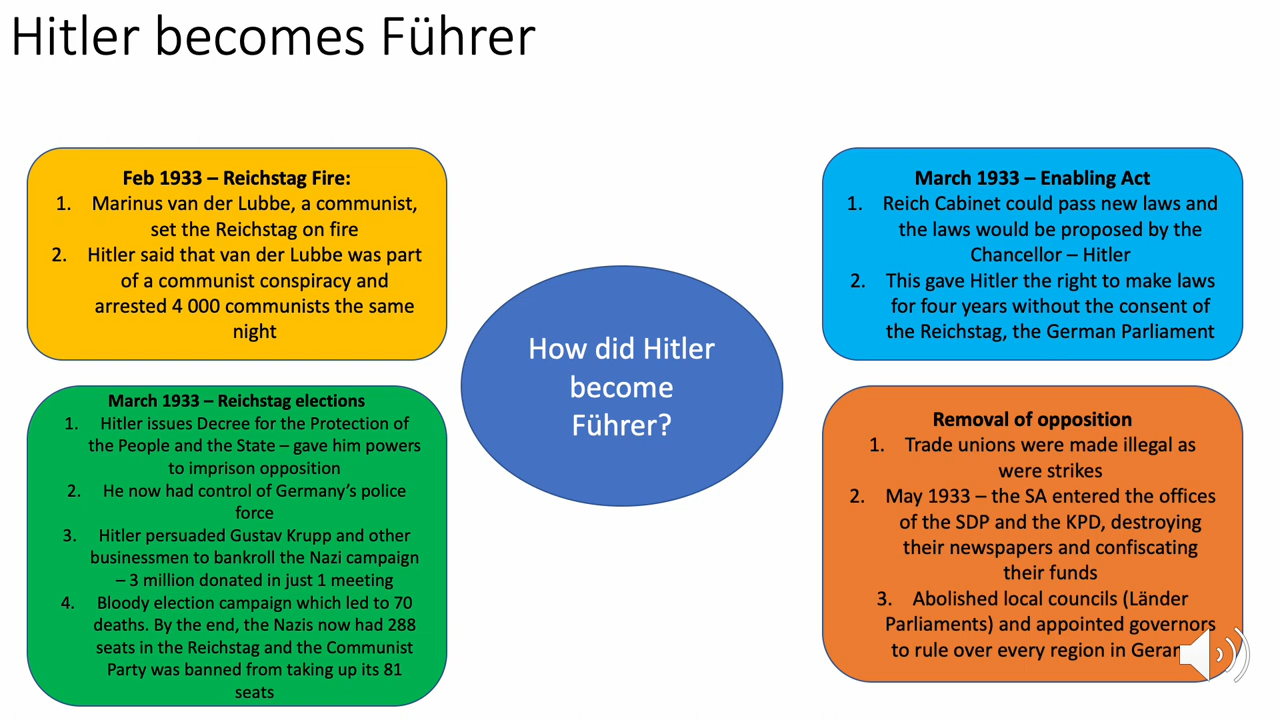 Hitler becomes Führer
Feb 1933 – Reichstag Fire:
1. Marinus van der Lubbe, a communist,
set the Reichstag on fire
2. Hitler said that van der Lubbe was part
of a communist conspiracy and
arrested 4 000 communists the same
night
March 1933 – Reichstag elections
1. Hitler issues Decree for the Protection of
the People and the State – gave him powers
to imprison opposition
2. He now had control of Germany's police
force
3. Hitler persuaded Gustav Krupp and other
businessmen to bankroll the Nazi campaign
– 3 million donated in just 1 meeting
4. Bloody election campaign which led to 70
deaths. By the end, the Nazis now had 288
seats in the Reichstag and the Communist
Party was banned from taking up its 81
seats
How did Hitler
become
Führer?
March 1933 – Enabling Act
1. Reich Cabinet could pass new laws and
the laws would be proposed by the
Chancellor – Hitler
2. This gave Hitler the right to make laws
for four years without the consent of
the Reichstag, the German Parliament
Removal of opposition
1. Trade unions were made illegal as
were strikes
2. May 1933 – the SA entered the offices
of the SDP and the KPD, destroying
their newspapers and confiscating
their funds
3. Abolished local councils (Länder
Parliaments) and appointed governors
to rule over every region in